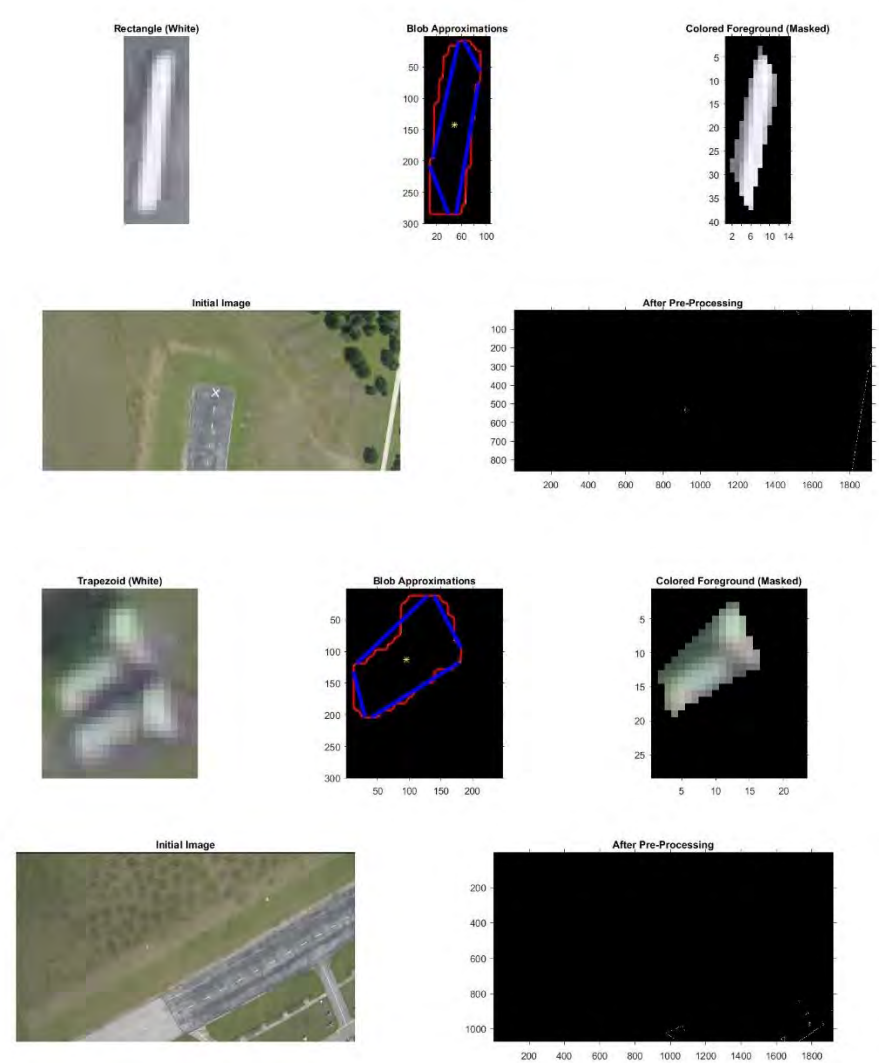 Rectangle (White)
Blob Approximations
Colored Foreground (Masked)
50
100
150
200
250
300
20 60 100
5
10
15
20
25
30
35
40
2 6 10 14
Initial Image
After Pre-Processing
100
200
300
400
500
600
700
800
200 400 600 800 1000 1200 1400 1600 1800
Trapezoid (White)
Blob Approximations
Colored Foreground (Masked)
50
100
150
200
250
300
50 100 150 200
5
10
15
20
25
5 10 15 20
Initial Image
After Pre-Processing
200
400
600
800
1000
200 400 600 800 1000 1200 1400 1600 1800